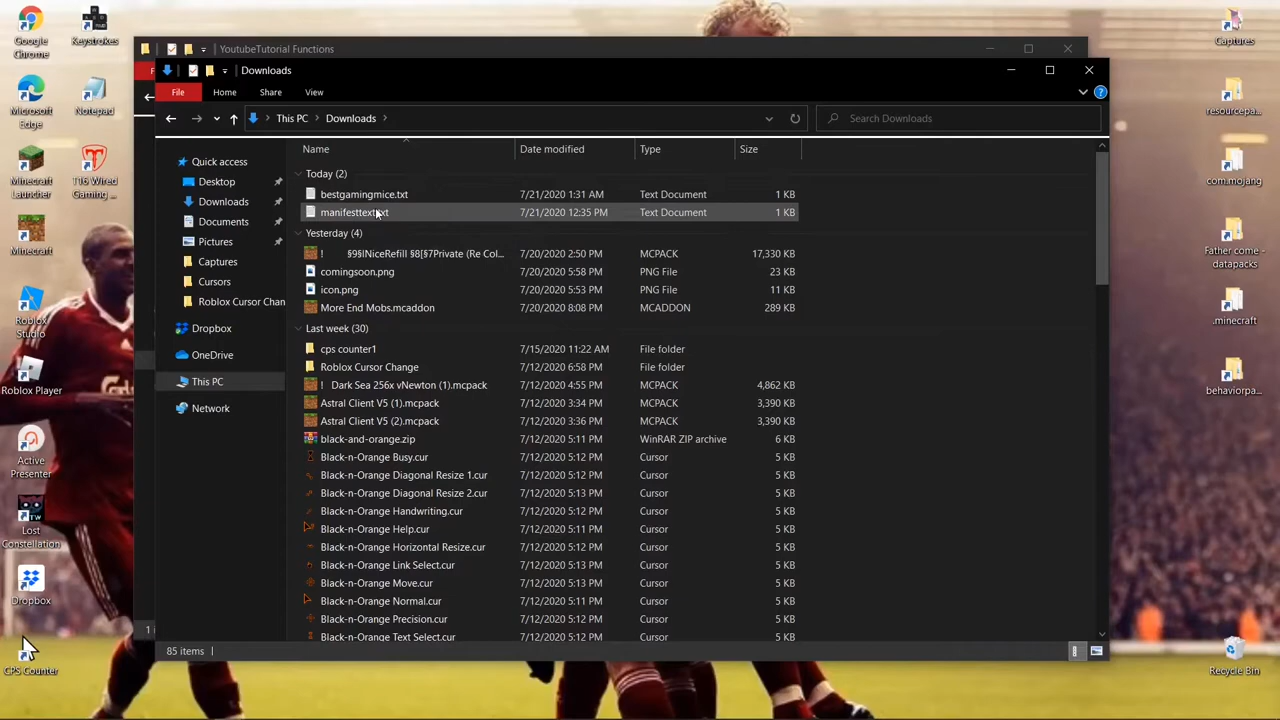 YoutubeTutorial Functions
Downloads
File
Home
Share
View
This PC
Downloads
Search Downloads
Name
Date modified
Type
Size
Quick access
Desktop
Downloads
Documents
Pictures
Captures
Cursors
Roblox Cursor Chan
Dropbox
OneDrive
This PC
Network
Today (2)
bestgamingmice.txt 7/21/2020 1:31 AM Text Document 1 KB
7/21/2020 12:35 PM Text Document 1 KB
Yesterday (4)
! §9§lNiceRefill §8[§7Private (Re Col... 7/20/2020 2:50 PM MCPACK 17,330 KB
comingsoon.png 7/20/2020 5:58 PM PNG File 23 KB
icon.png 7/20/2020 5:53 PM PNG File 11 KB
More End Mobs.mcaddon 7/20/2020 8:08 PM MCADDON 289 KB
Last week (30)
cps counter1 7/15/2020 11:22 AM File folder
Roblox Cursor Change 7/12/2020 6:58 PM File folder
! Dark Sea 256x vNewton (1).mcpack 7/12/2020 4:55 PM MCPACK 4,862 KB
Astral Client V5 (1).mcpack 7/12/2020 3:34 PM MCPACK 3,390 KB
Astral Client V5 (2).mcpack 7/12/2020 3:36 PM MCPACK 3,390 KB
black-and-orange.zip 7/12/2020 5:11 PM WinRAR ZIP archive 6 KB
Black-n-Orange Busy.cur 7/12/2020 5:12 PM Cursor 5 KB
Black-n-Orange Diagonal Resize 1.cur 7/12/2020 5:12 PM Cursor 5 KB
Black-n-Orange Diagonal Resize 2.cur 7/12/2020 5:13 PM Cursor 5 KB
Black-n-Orange Handwriting.cur 7/12/2020 5:12 PM Cursor 5 KB
Black-n-Orange Help.cur 7/12/2020 5:11 PM Cursor 5 KB
Black-n-Orange Horizontal Resize.cur 7/12/2020 5:12 PM Cursor 5 KB
Black-n-Orange Link Select.cur 7/12/2020 5:13 PM Cursor 5 KB
Black-n-Orange Move.cur 7/12/2020 5:13 PM Cursor 5 KB
Black-n-Orange Normal.cur 7/12/2020 5:11 PM Cursor 5 KB
Black-n-Orange Precision.cur 7/12/2020 5:12 PM Cursor 5 KB
Black-n-Orange Text Select.cur 7/12/2020 5:12 PM Cursor 5 KB
85 items
Google
Chrome
Keystrokes
Microsoft
Edge
Notepad
Minecraft
Launcher
T16 Wired
Gaming ...
Minecraft
Roblox
Studio
Roblox Player
Active
Presenter
Lost
Constellation
Dropbox
CPS Counter
Captures
resourcepa...
com.mojang
Father come -
datapacks
.minecraft
behaviorpa...
Recycle Bin